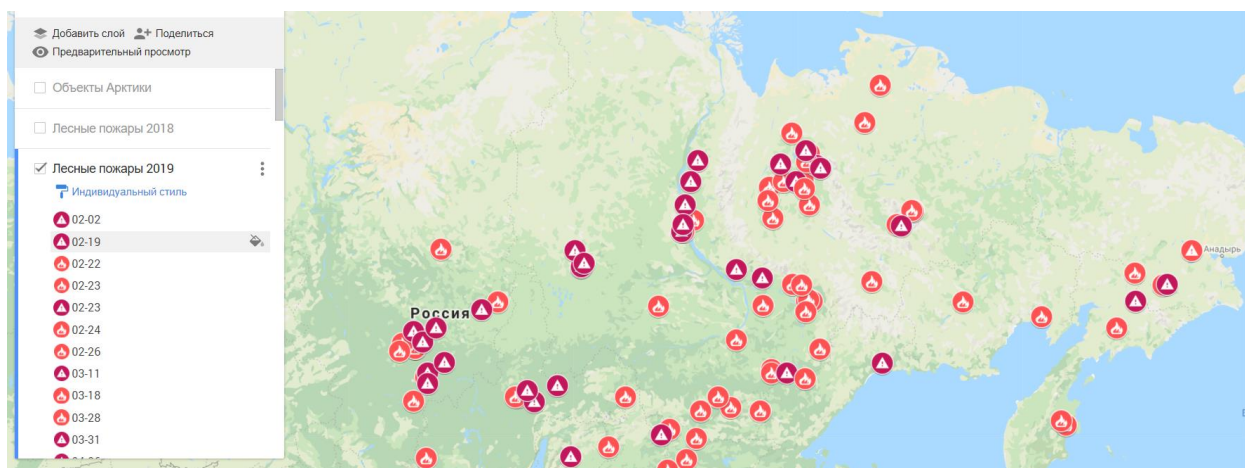 Добавить слой Поделиться
Предварительный просмотр
Объекты Арктики
Лесные пожары 2018
Лесные пожары 2019
Индивидуальный стиль
02-02
02-19
02-22
02-23
02-23
02-24
02-26
03-11
03-18
03-28
03-31
Россия
Анадырь